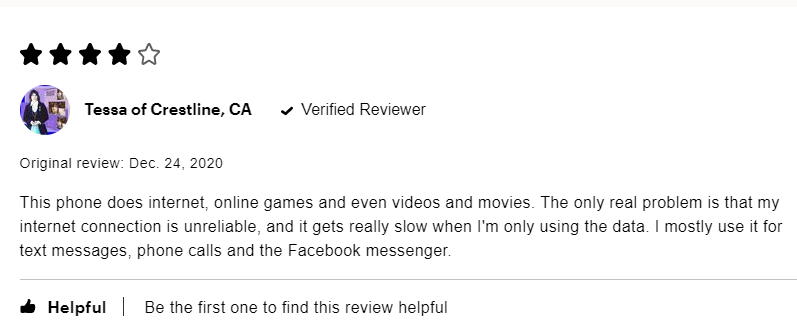 Tessa of Crestline, CA
Verified Reviewer
Original review: Dec. 24, 2020
This phone does internet, online games and even videos and movies. The only real problem is that my
internet connection is unreliable, and it gets really slow when I'm only using the data. I mostly use it for
text messages, phone calls and the Facebook messenger.
Helpful
Be the first one to find this review helpful